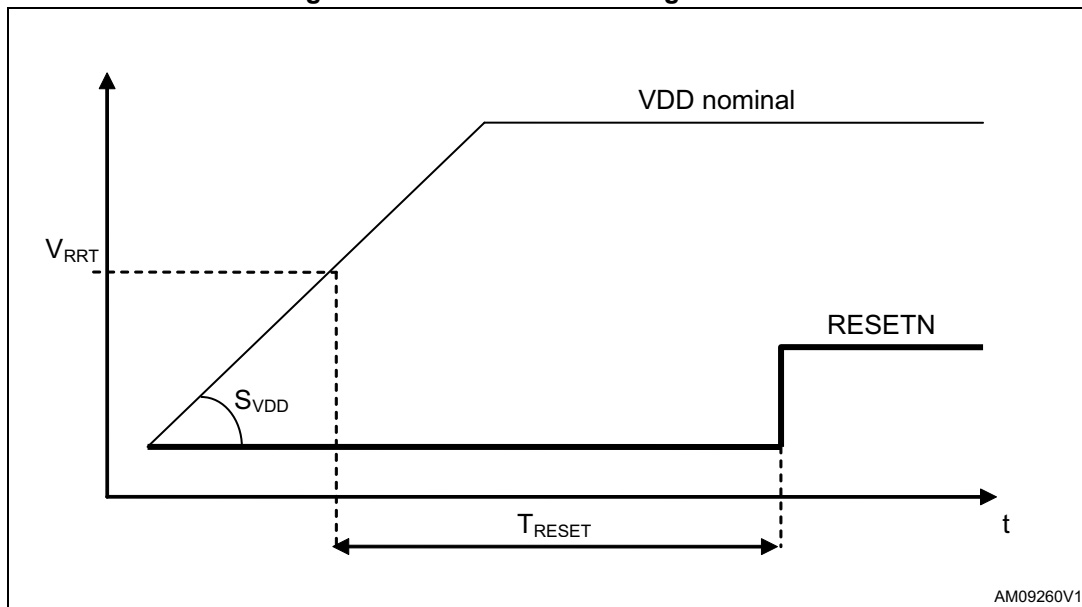 VDD nominal
VRRT
RESETN
SVDD
TRESET
t
AM09260V1